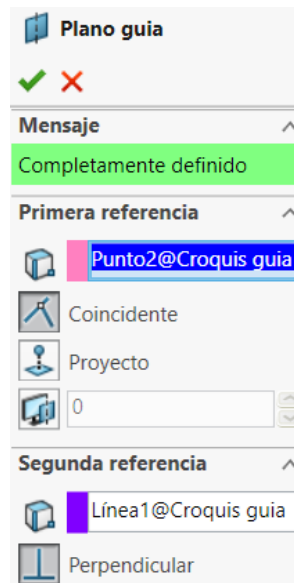 Plano guia
Mensaje
Completamente definido
Primera referencia
Punto2@Croquis guia
Coincidente
Proyecto
0
Segunda referencia
Línea1@Croquis guia
Perpendicular